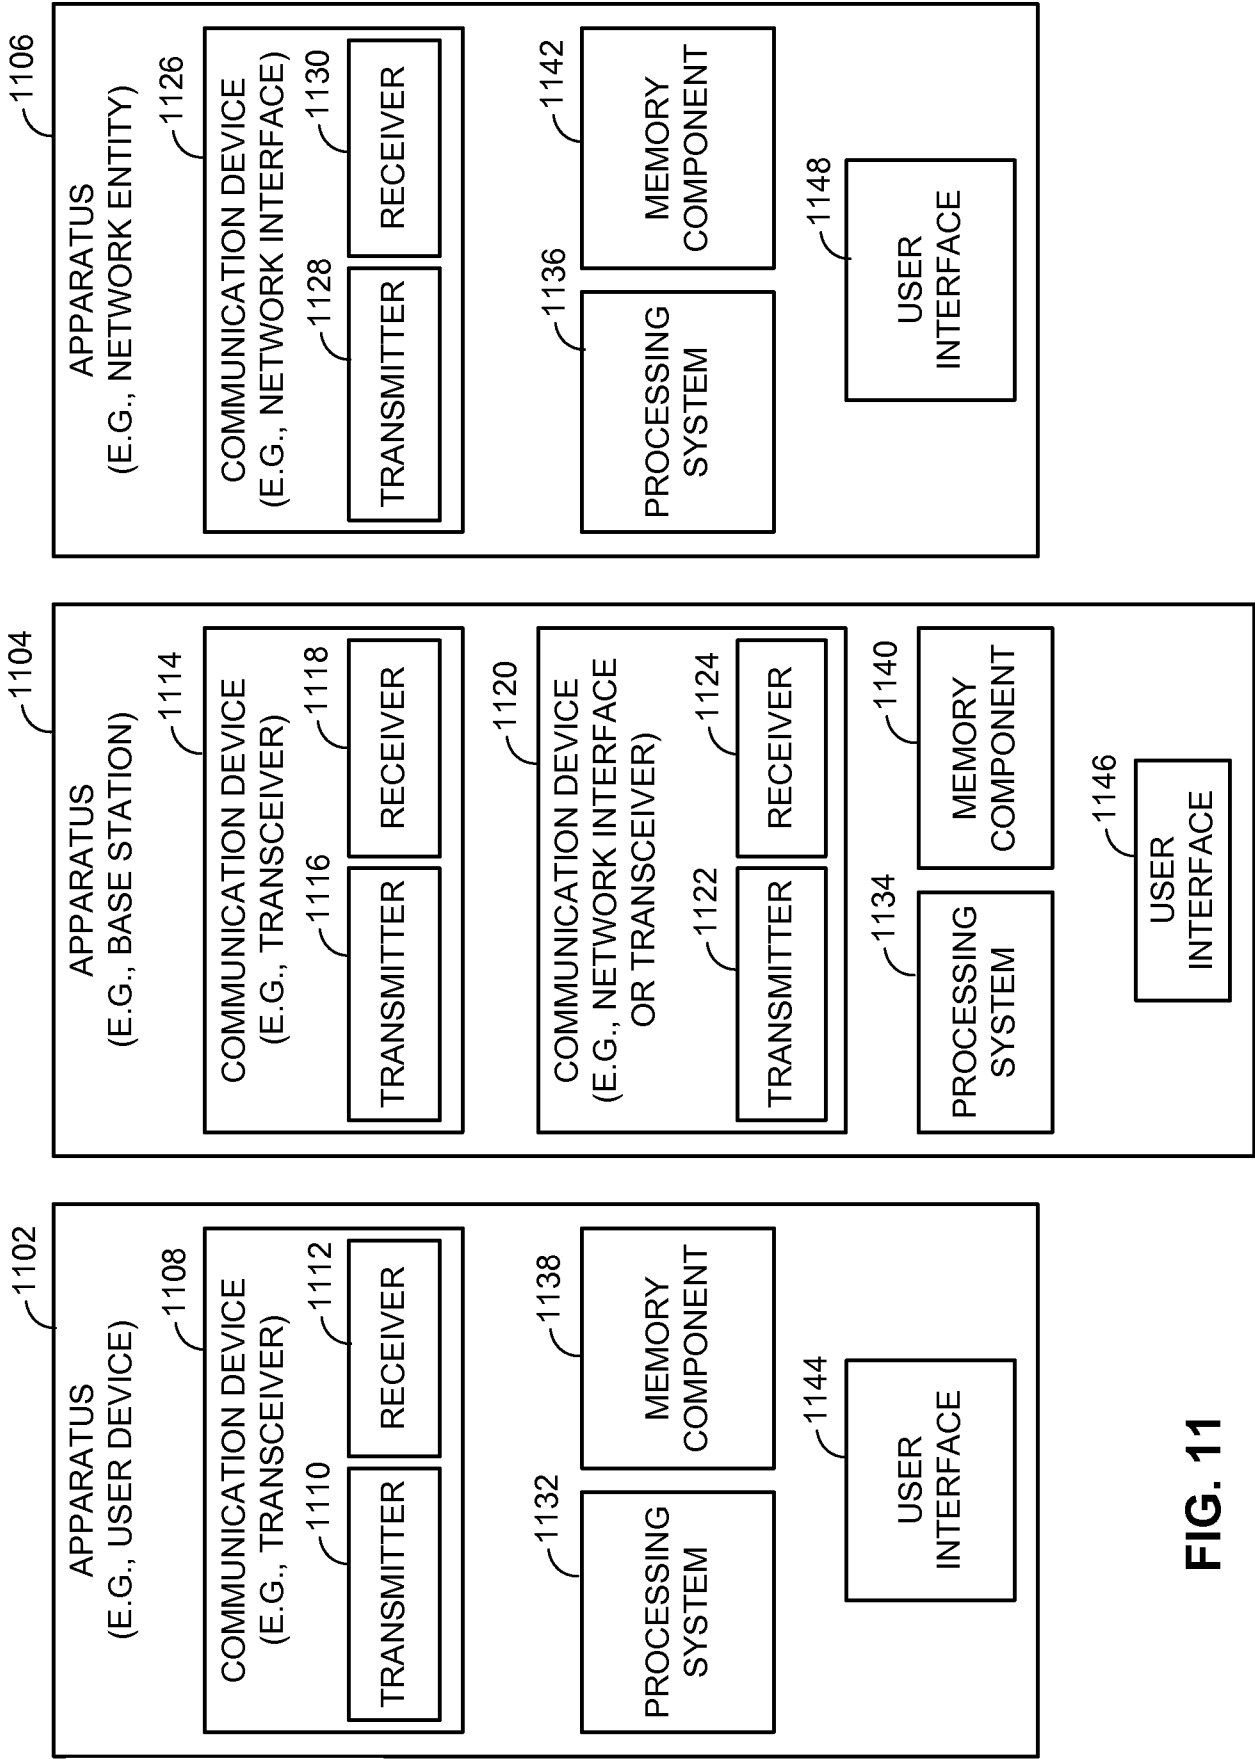 1102
APPARATUS
(E.G., USER DEVICE)
1108
COMMUNICATION DEVICE
(E.G., TRANSCEIVER)
1110
1112
TRANSMITTER
RECEIVER
1132
1138
PROCESSING
SYSTEM
MEMORY
COMPONENT
1144
USER
INTERFACE
1104
APPARATUS
(E.G., BASE STATION)
1114
COMMUNICATION DEVICE
(E.G., TRANSCEIVER)
1116
1118
TRANSMITTER
RECEIVER
1120
COMMUNICATION DEVICE
(E.G., NETWORK INTERFACE
OR TRANSCEIVER)
1122
1124
TRANSMITTER
RECEIVER
1134
1140
PROCESSING
SYSTEM
MEMORY
COMPONENT
1146
USER
INTERFACE
1106
APPARATUS
(E.G., NETWORK ENTITY)
1126
COMMUNICATION DEVICE
(E.G., NETWORK INTERFACE)
1128
1130
TRANSMITTER
RECEIVER
1136
1142
PROCESSING
SYSTEM
MEMORY
COMPONENT
1148
USER
INTERFACE
FIG. 11